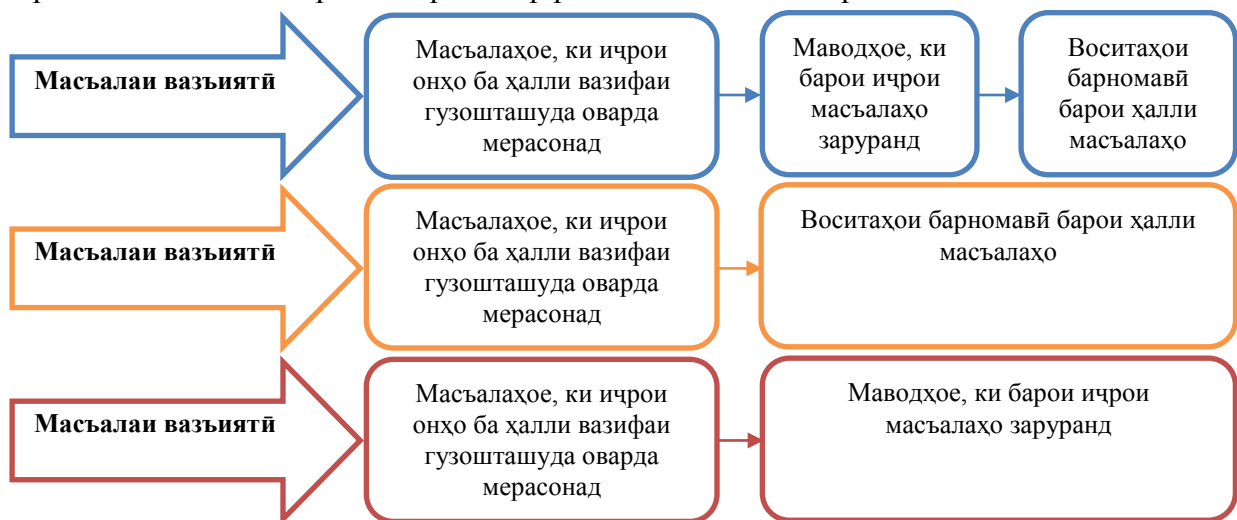 Масъалаи вазъиятӣ
Масъалаҳое, ки иҷрои
онҳо ба ҳалли вазифаи
гузошташуда оварда
мерасонад
Маводҳое, ки
барои иҷрои
масъалаҳо
заруранд
Воситаҳои
барномавӣ
барои ҳалли
масъалаҳо
Масъалаи вазъиятӣ
Масъалаҳое, ки иҷрои
онҳо ба ҳалли вазифаи
гузошташуда оварда
мерасонад
Воситаҳои барномавӣ барои ҳалли
масъалаҳо
Масъалаи вазъиятӣ
Масъалаҳое, ки иҷрои
онҳо ба ҳалли вазифаи
гузошташуда оварда
мерасонад
Маводҳое, ки барои иҷрои
масъалаҳо заруранд